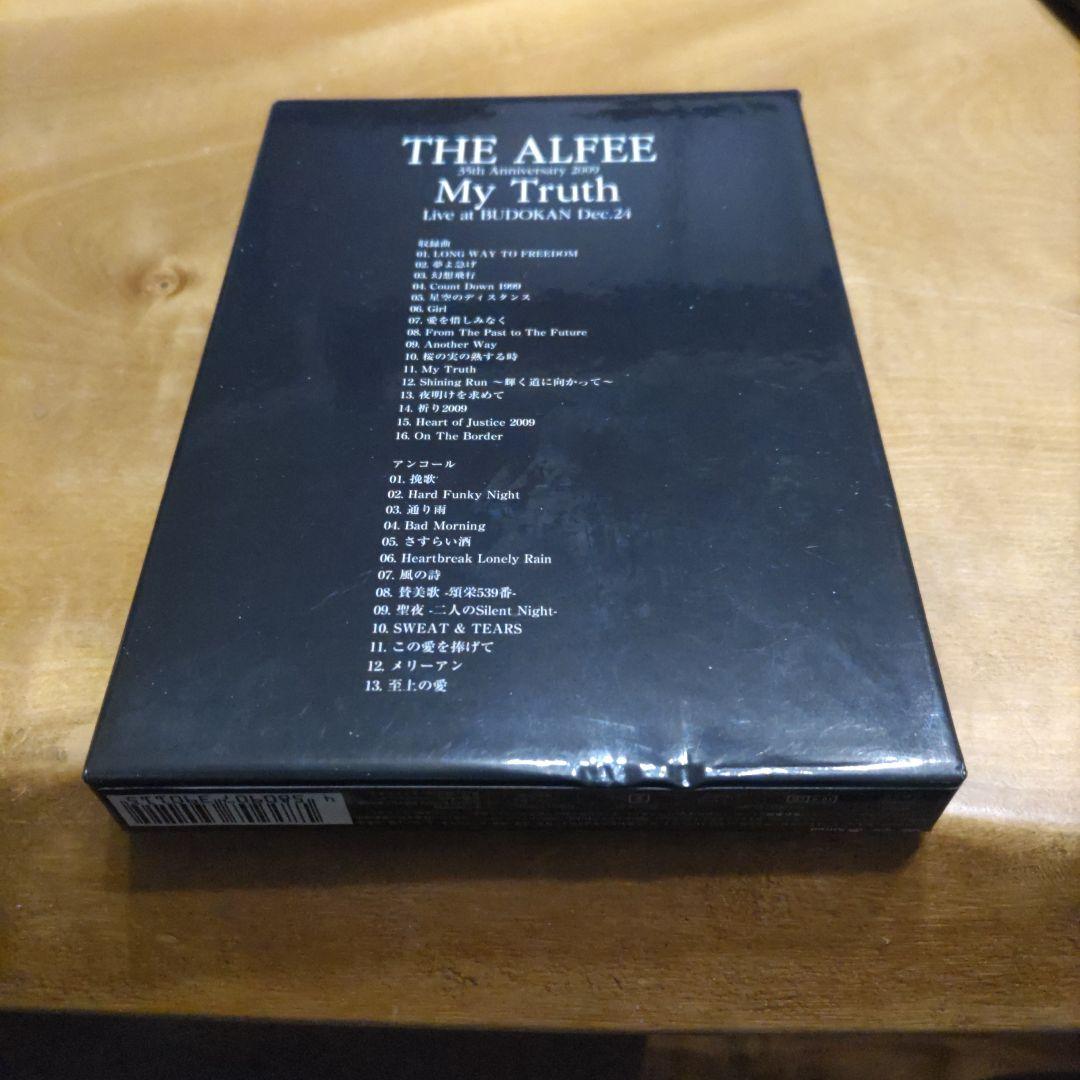 THE ALFEE
35th Anniversary 2009
My Truth
Live at BUDOKAN Dec.24
収録曲
01. LONG WAY TO FREEDOM
02. 夢よ急げ
03. 幻想飛行
04. Count Down 1999
05. 星空のディスタンス
06. Girl
07. 愛を惜しみなく
08. From The Past to The Future
09. Another Way
10. 桜の実の熟する時
11. My Truth
12. Shining Run 〜輝く道に向かって〜
13. 夜明けを求めて
14. 祈り2009
15. Heart of Justice 2009
16. On The Border
アンコール
01. 挽歌
02. Hard Funky Night
03. 通り雨
04. Bad Morning
05. さすらい酒
06. Heartbreak Lonely Rain
07. 風の詩
08. 賛美歌 -頌栄539番-
09. 聖夜 -二人のSilent Night-
10. SWEAT & TEARS
11. この愛を捧げて
12. メリーアン
13. 至上の愛